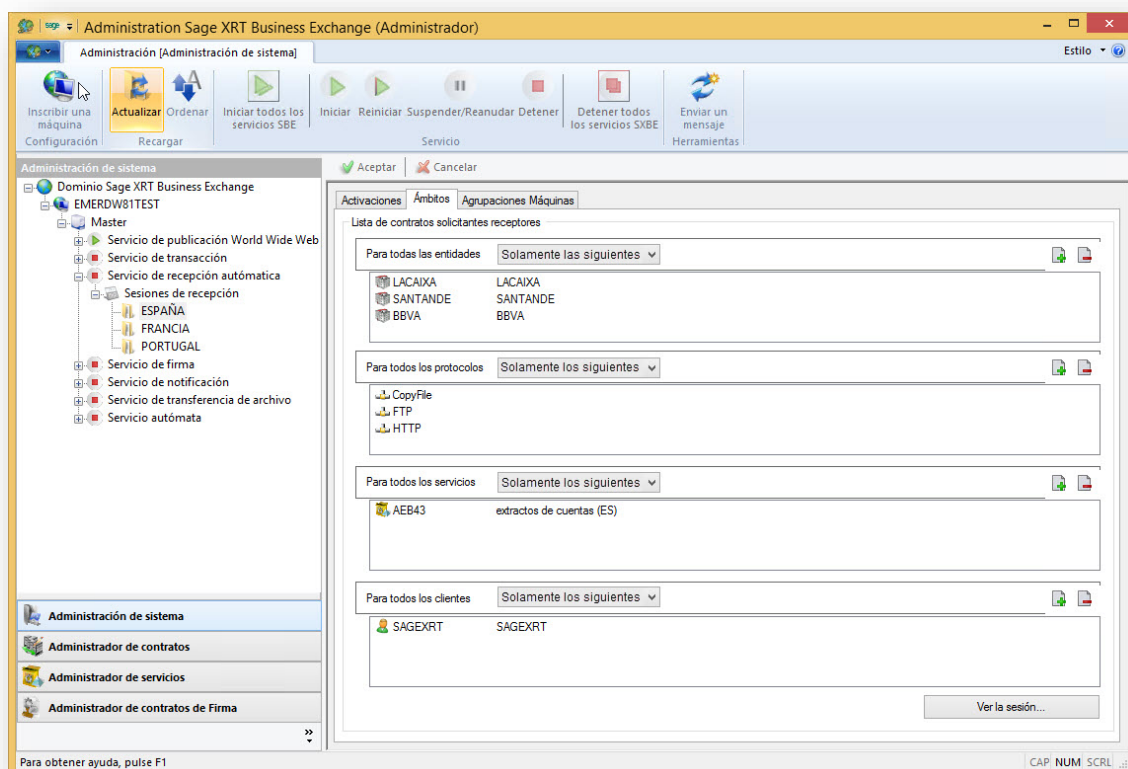 sage
Administration Sage XRT Business Exchange (Administrador)
Administración [Administración de sistema]
Estilo
Inscribir una máquina
Actualizar
Ordenar
Iniciar todos los servicios SBE
Iniciar
Reiniciar
Suspender/Reanudar
Detener
Detener todos los servicios SXBE
Enviar un mensaje
Configuración
Recargar
Servicio
Herramientas
Administración de sistema
Dominio Sage XRT Business Exchange
EMERDW81TEST
Master
Servicio de publicación World Wide Web
Servicio de transacción
Servicio de recepción autómatica
Sesiones de recepción
ESPAÑA
FRANCIA
PORTUGAL
Servicio de firma
Servicio de notificación
Servicio de transferencia de archivo
Servicio autómata
Administración de sistema
Administrador de contratos
Administrador de servicios
Administrador de contratos de Firma
Aceptar
Cancelar
Activaciones
Ámbitos
Agrupaciones Máquinas
Lista de contratos solicitantes receptores
Para todas las entidades
Solamente las siguientes
LACAIXA LACAIXA
SANTANDE SANTANDE
BBVA BBVA
Para todos los protocolos
Solamente los siguientes
CopyFile
FTP
HTTP
Para todos los servicios
Solamente los siguientes
AEB43 extractos de cuentas (ES)
Para todos los clientes
Solamente los siguientes
SAGEXRT SAGEXRT
Ver la sesión...
Para obtener ayuda, pulse F1
CAP NUM SCRL